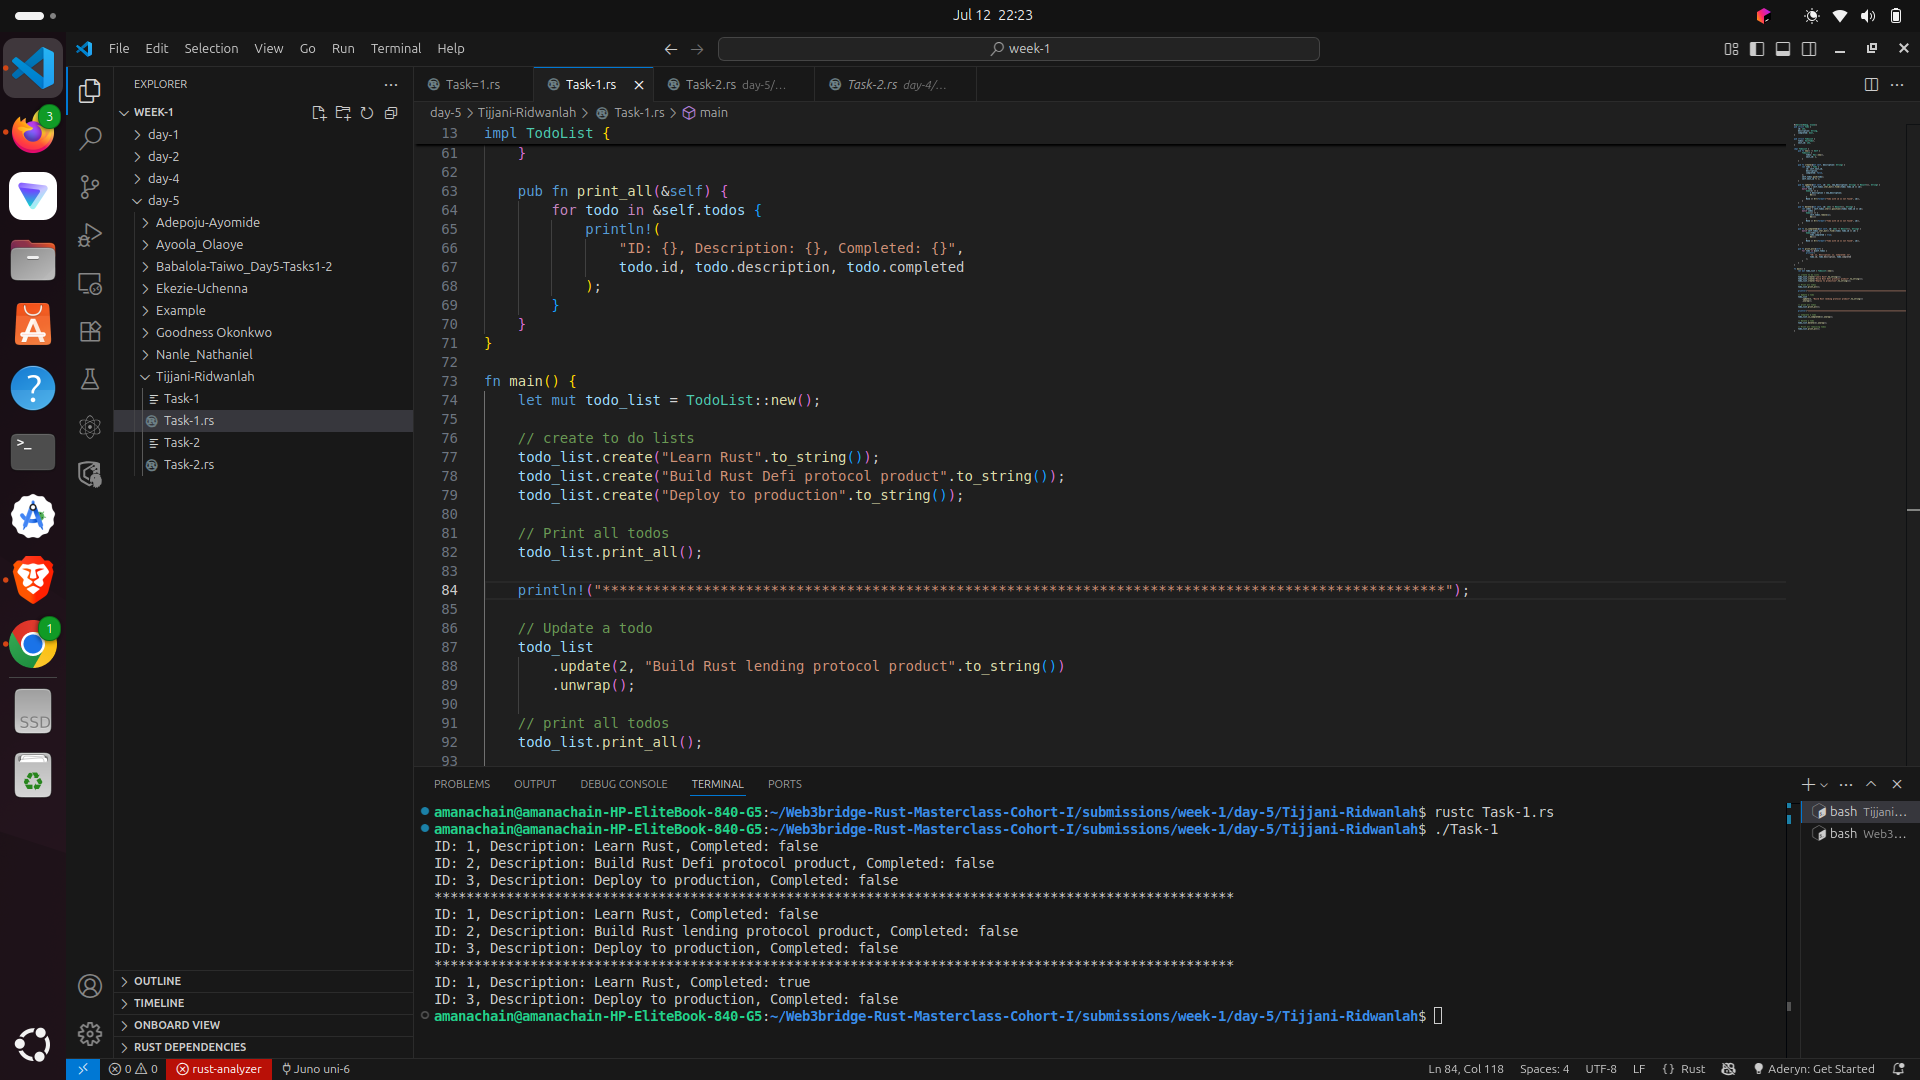 Jul 12 22:23
File Edit Selection View Go Run Terminal Help
week-1
EXPLORER
Task=1.rs
Task-1.rs
Task-2.rs day-5/...
Task-2.rs day-4/...
WEEK-1
day-1
day-2
day-4
day-5
Adepoju-Ayomide
Ayoola_Olaoye
Babalola-Taiwo_Day5-Tasks1-2
Ekezie-Uchenna
Example
Goodness Okonkwo
Nanle_Nathaniel
Tijjani-Ridwanlah
Task-1
Task-1.rs
Task-2
Task-2.rs
OUTLINE
TIMELINE
ONBOARD VIEW
RUST DEPENDENCIES
3
1
SSD
day-5 > Tijjani-Ridwanlah > Task-1.rs > main
13 impl TodoList {
61 }
62
63 pub fn print_all(&self) {
64 for todo in &self.todos {
65 println!(
66 "ID: {}, Description: {}, Completed: {}",
67 todo.id, todo.description, todo.completed
68 );
69 }
70 }
71 }
72
73 fn main() {
74 let mut todo_list = TodoList::new();
75
76 // create to do lists
77 todo_list.create("Learn Rust".to_string());
78 todo_list.create("Build Rust Defi protocol product".to_string());
79 todo_list.create("Deploy to production".to_string());
80
81 // Print all todos
82 todo_list.print_all();
83
84 println!("****************************************************************************************************");
85
86 // Update a todo
87 todo_list
88 .update(2, "Build Rust lending protocol product".to_string())
89 .unwrap();
90
91 // print all todos
92 todo_list.print_all();
93
PROBLEMS OUTPUT DEBUG CONSOLE TERMINAL PORTS
amanachain@amanachain-HP-EliteBook-840-G5:~/Web3bridge-Rust-Masterclass-Cohort-I/submissions/week-1/day-5/Tijjani-Ridwanlah$ rustc Task-1.rs
amanachain@amanachain-HP-EliteBook-840-G5:~/Web3bridge-Rust-Masterclass-Cohort-I/submissions/week-1/day-5/Tijjani-Ridwanlah$ ./Task-1
ID: 1, Description: Learn Rust, Completed: false
ID: 2, Description: Build Rust Defi protocol product, Completed: false
ID: 3, Description: Deploy to production, Completed: false
****************************************************************************************************
ID: 1, Description: Learn Rust, Completed: false
ID: 2, Description: Build Rust lending protocol product, Completed: false
ID: 3, Description: Deploy to production, Completed: false
****************************************************************************************************
ID: 1, Description: Learn Rust, Completed: true
ID: 3, Description: Deploy to production, Completed: false
amanachain@amanachain-HP-EliteBook-840-G5:~/Web3bridge-Rust-Masterclass-Cohort-I/submissions/week-1/day-5/Tijjani-Ridwanlah$
bash Tijjani...
bash Web3...
0 0 rust-analyzer Juno uni-6
Ln 84, Col 118 Spaces: 4 UTF-8 LF {} Rust Aderyn: Get Started